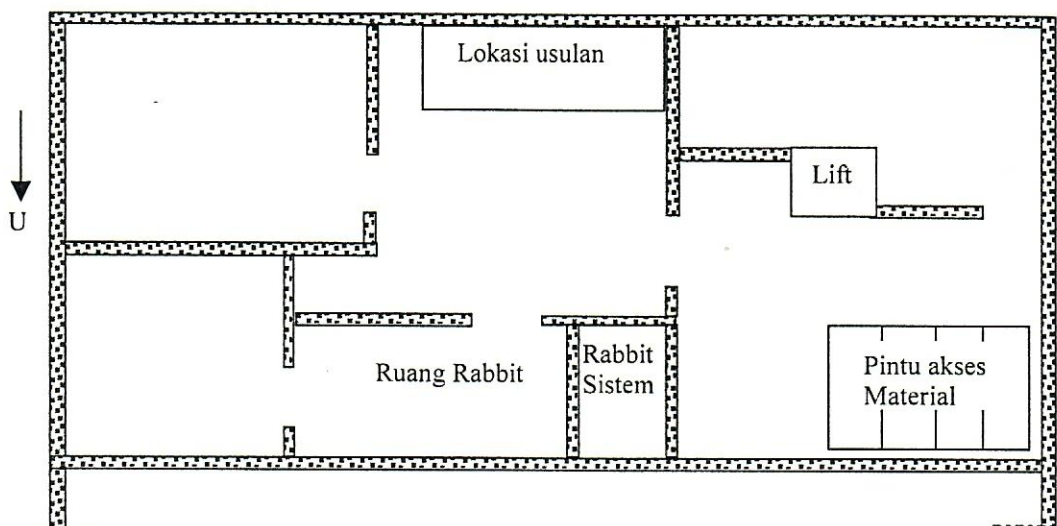 Lokasi usulan
Lift
U
Ruang Rabbit
Rabbit
Sistem
Pintu akses
Material